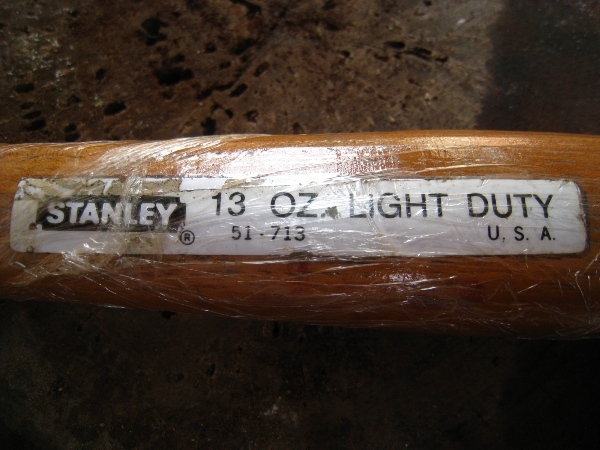 STANLEY ® 13 OZ. LIGHT DUTY
51-713 U.S.A.